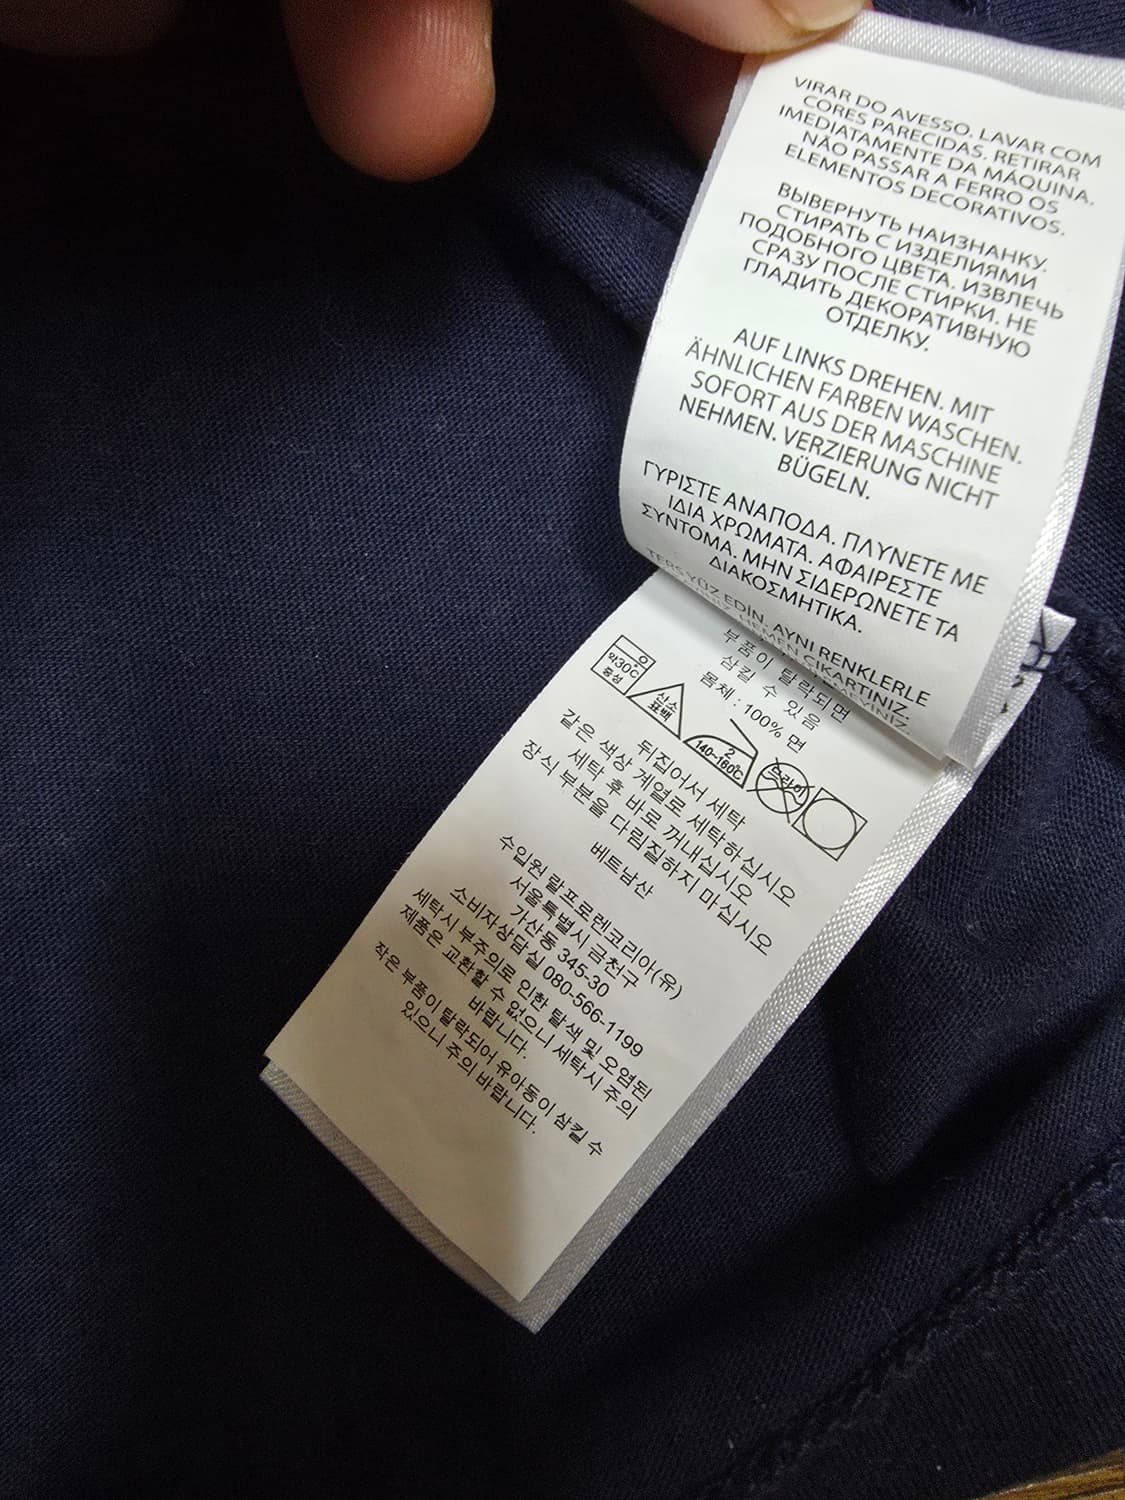 VIRAR DO AVESSO. LAVAR COM
CORES PARECIDAS. RETIRAR
IMEDIATAMENTE DA MÁQUINA.
NÃO PASSAR A FERRO OS
ELEMENTOS DECORATIVOS.
ВЫВЕРНУТЬ НАИЗНАНКУ.
СТИРАТЬ С ИЗДЕЛИЯМИ
ПОДОБНОГО ЦВЕТА. ИЗВЛЕЧЬ
СРАЗУ ПОСЛЕ СТИРКИ. НЕ
ГЛАДИТЬ ДЕКОРАТИВНУЮ
ОТДЕЛКУ.
AUF LINKS DREHEN. MIT
ÄHNLICHEN FARBEN WASCHEN.
SOFORT AUS DER MASCHINE
NEHMEN. VERZIERUNG NICHT
BÜGELN.
ΓΥΡΙΣΤΕ ΑΝΑΠΟΔΑ. ΠΛΥΝΕΤΕ ΜΕ
ΙΔΙΑ ΧΡΩΜΑΤΑ. ΑΦΑΙΡΕΣΤΕ
ΣΥΝΤΟΜΑ. ΜΗΝ ΣΙΔΕΡΩΝΕΤΕ ΤΑ
ΔΙΑΚΟΣΜΗΤΙΚΑ.
TERS YÜZ EDİN. AYNI RENKLERLE
HEMEN ÇIKARTINIZ.
부품이 탈락되면
삼킬 수 있음
몸체 : 100% 면
약30℃
중성
산소
표백
2
140~160℃
드라이
뒤집어서 세탁
같은 색상 계열로 세탁하십시오
세탁 후 바로 꺼내십시오
장식 부분을 다림질하지 마십시오
베트남산
수입원 랄프로렌코리아(유)
서울특별시 금천구
가산동 345-30
소비자상담실 080-566-1199
세탁시 부주의로 인한 탈색 및 오염된
제품은 교환할 수 없으니 세탁시 주의
바랍니다.
작은 부품이 탈락되어 유아동이 삼킬 수
있으니 주의 바랍니다.